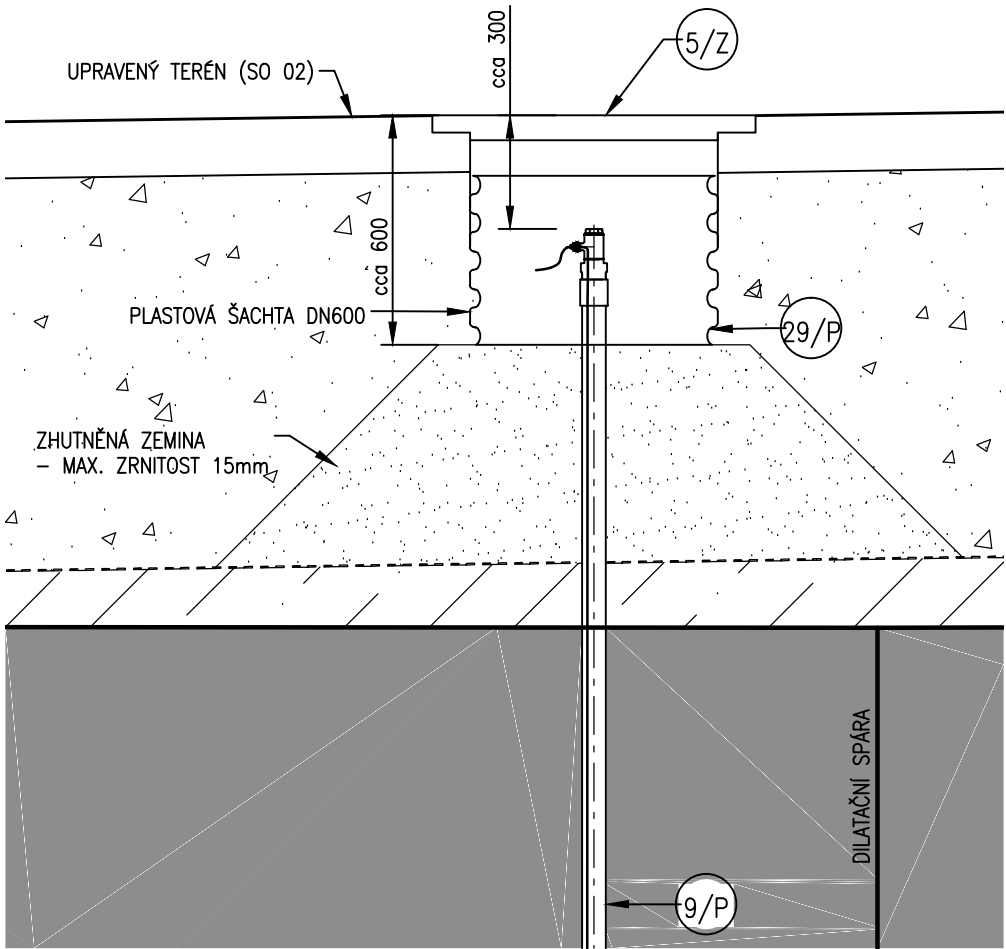 cca 300
5/Z
UPRAVENÝ TERÉN (SO 02)
cca 600
PLASTOVÁ ŠACHTA DN600
29/P
ZHUTNĚNÁ ZEMINA
- MAX. ZRNITOST 15mm
DILATAČNÍ SPÁRA
9/P